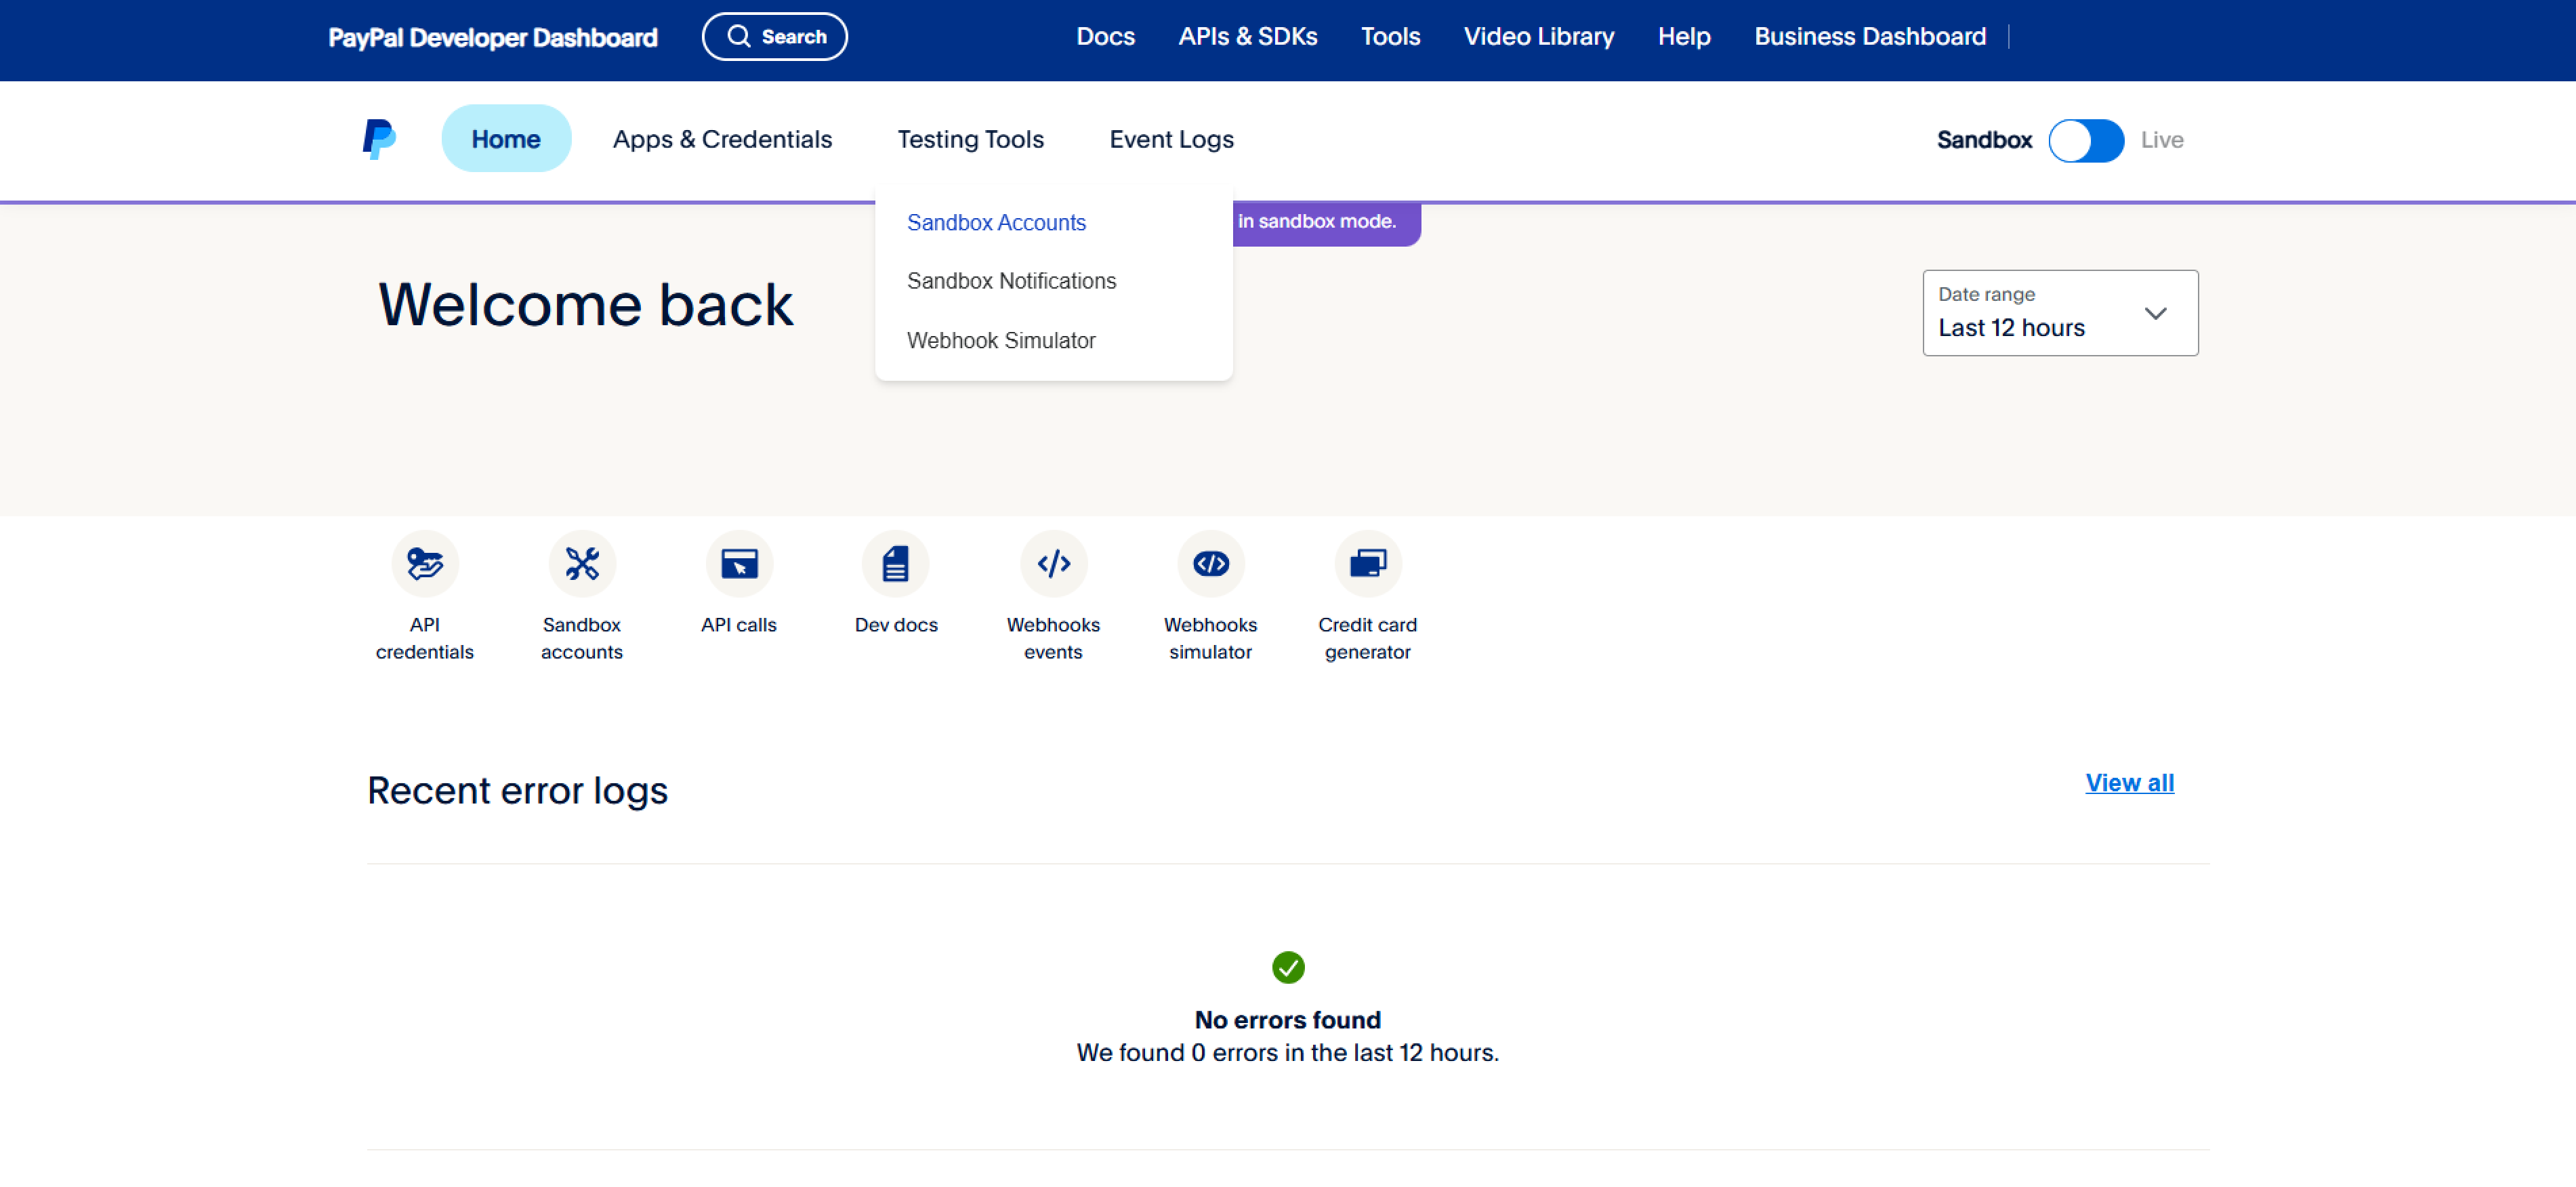 PayPal Developer Dashboard
Search
Docs
APIs & SDKs
Tools
Video Library
Help
Business Dashboard
Home
Apps & Credentials
Testing Tools
Event Logs
Sandbox
Live
Sandbox Accounts
Sandbox Notifications
Webhook Simulator
in sandbox mode.
Welcome back
Date range
Last 12 hours
API
credentials
Sandbox
accounts
API calls
Dev docs
Webhooks
events
Webhooks
simulator
Credit card
generator
Recent error logs
View all
No errors found
We found 0 errors in the last 12 hours.